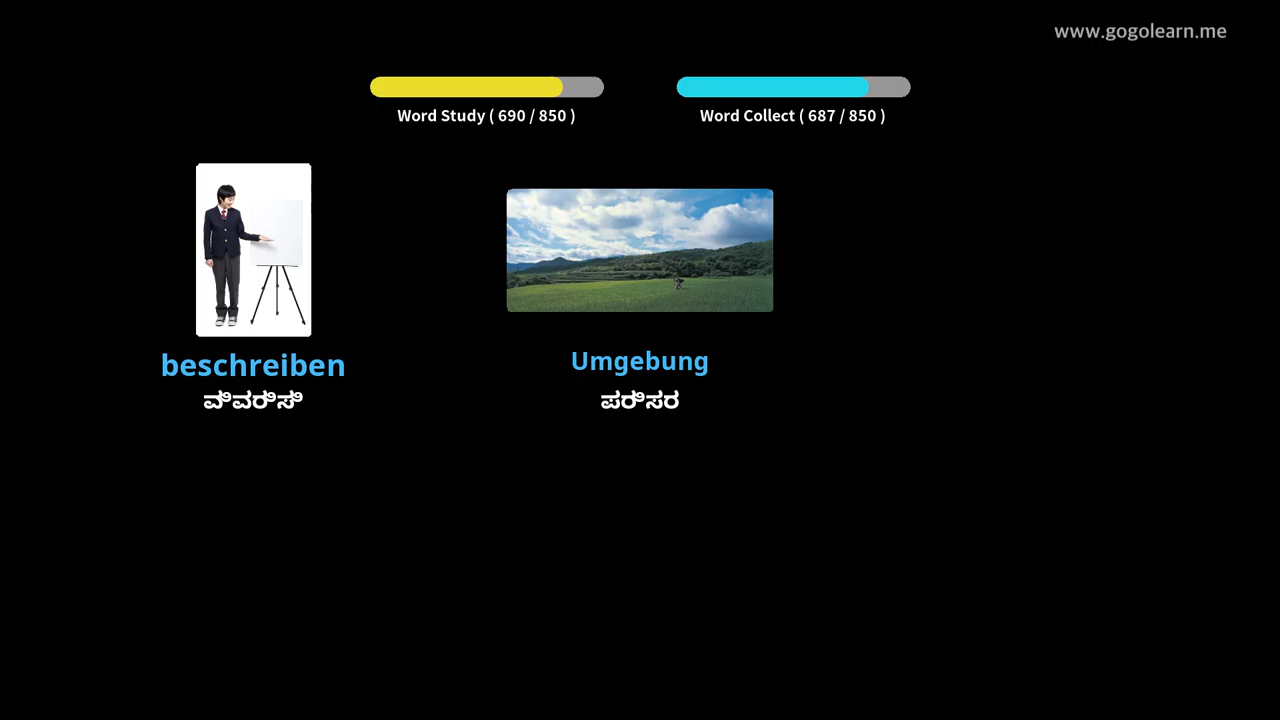 www.gogolearn.me
Word Study ( 690 / 850 )
Word Collect ( 687 / 850 )
beschreiben
ವಿವರಿಸಿ
Umgebung
ಪರಿಸರ